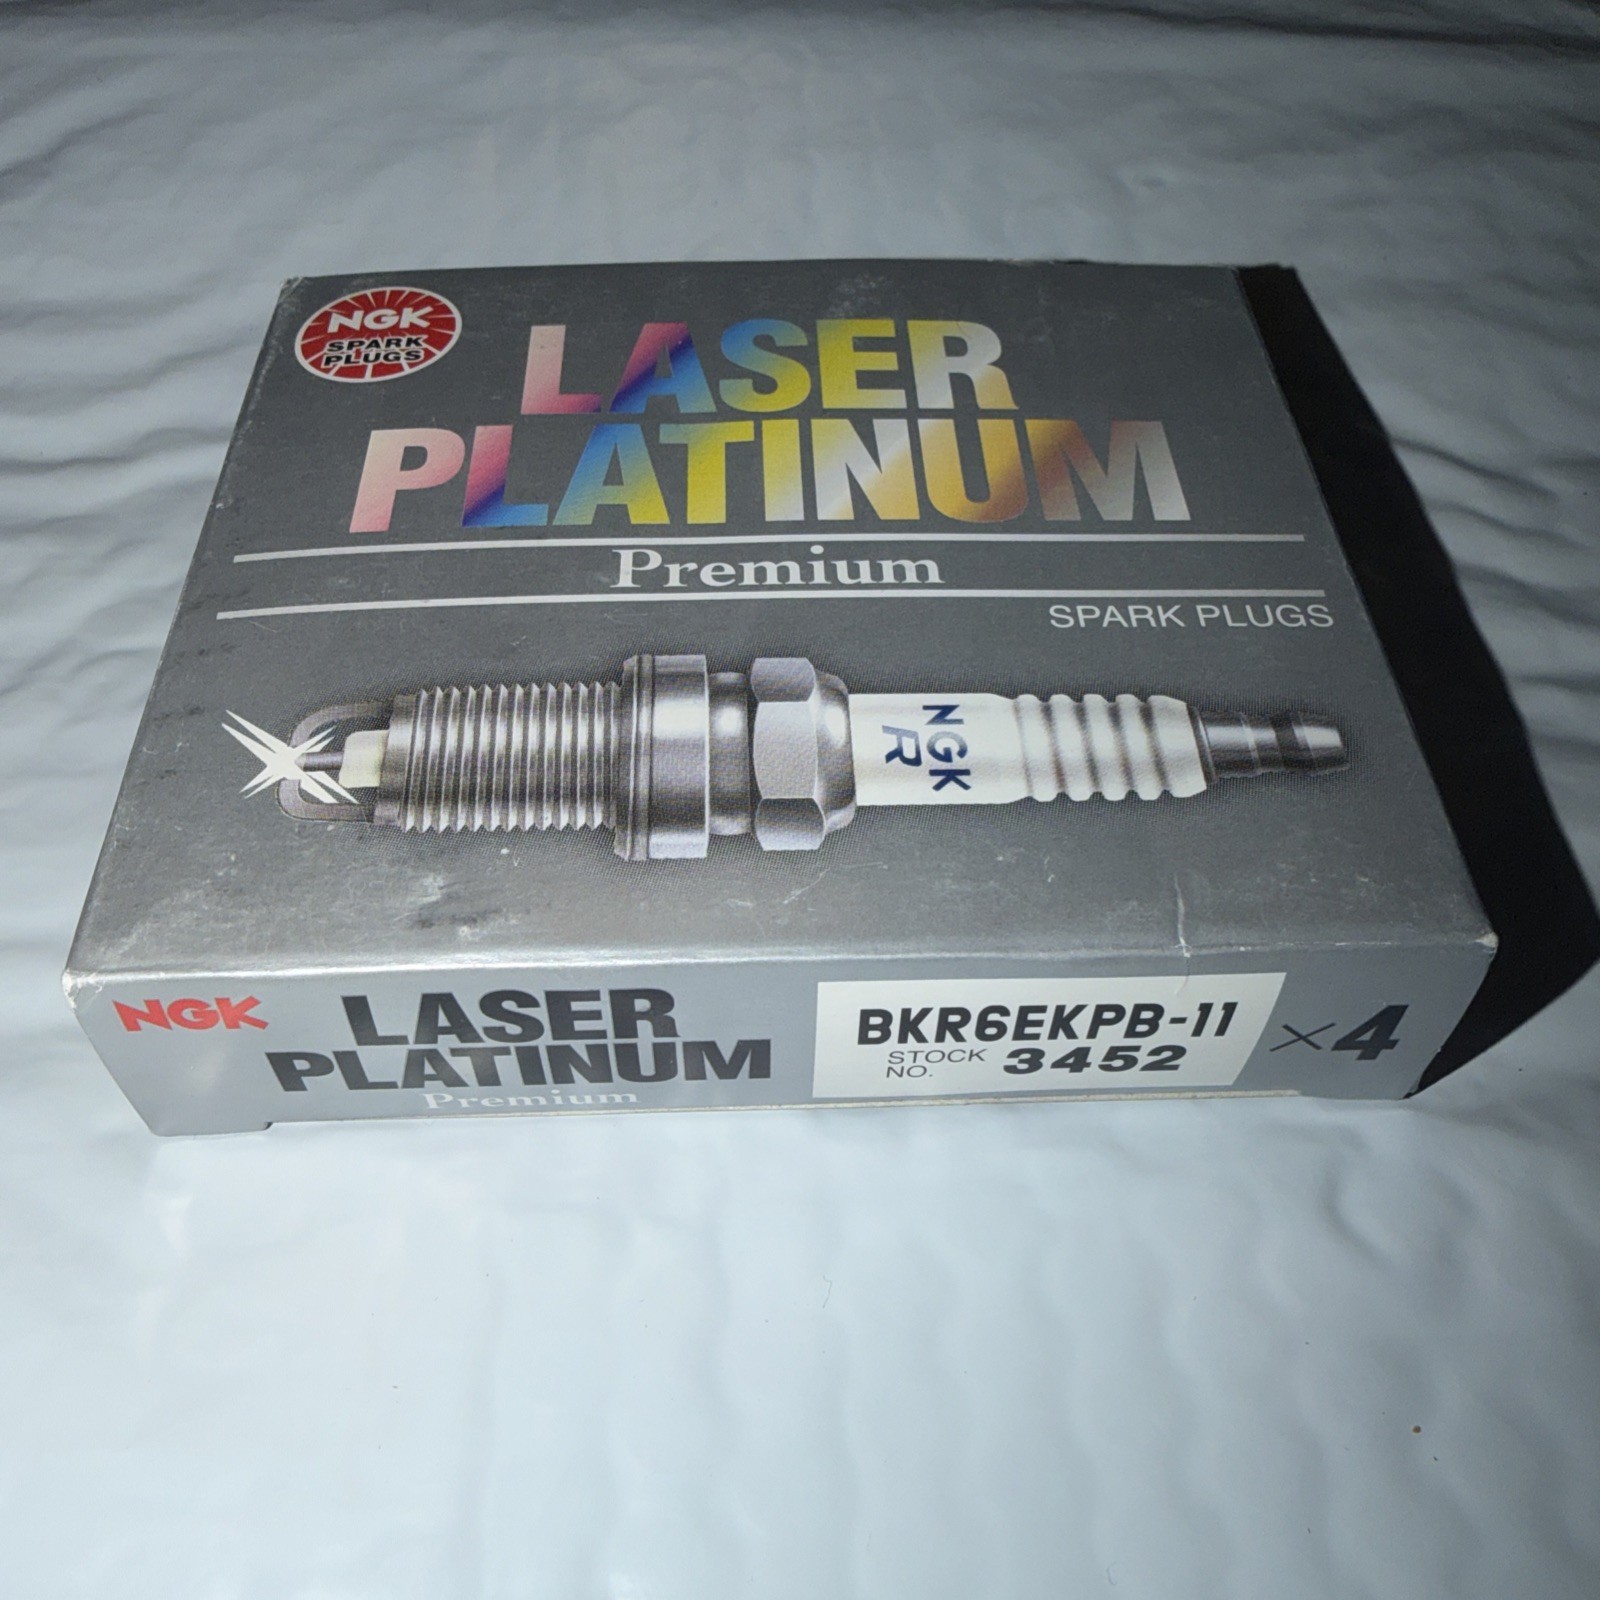 NGK
SPARK
PLUGS
LASER
PLATINUM
Premium
SPARK PLUGS
NGK
R
NGK
LASER
PLATINUM
Premium
BKR6EKPB-11
STOCK
NO. 3452
×4